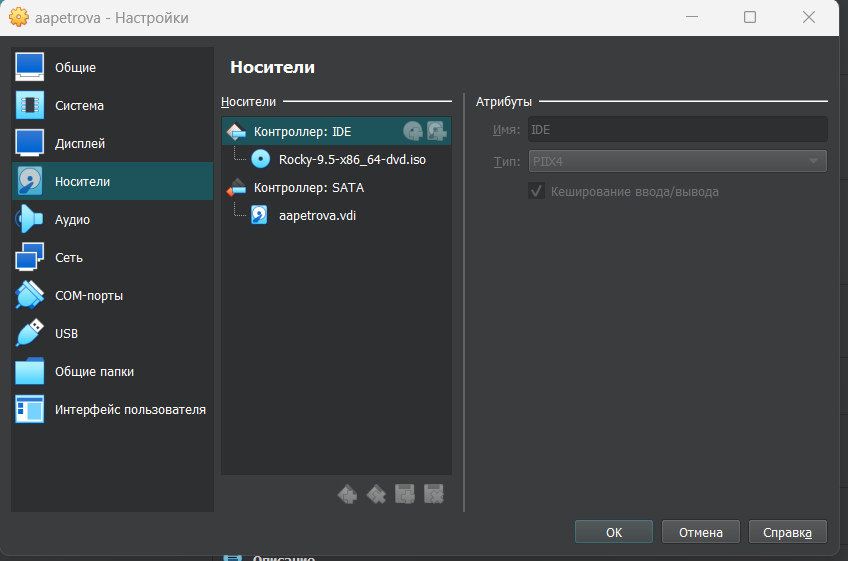 aapetrova - Настройки
Общие
Система
Дисплей
Носители
Аудио
Сеть
COM-порты
USB
Общие папки
Интерфейс пользователя
Носители
Носители
Контроллер: IDE
Rocky-9.5-x86_64-dvd.iso
Контроллер: SATA
aapetrova.vdi
Атрибуты
Имя: IDE
Тип: PIIX4
Кеширование ввода/вывода
OK Отмена Справка
Описание